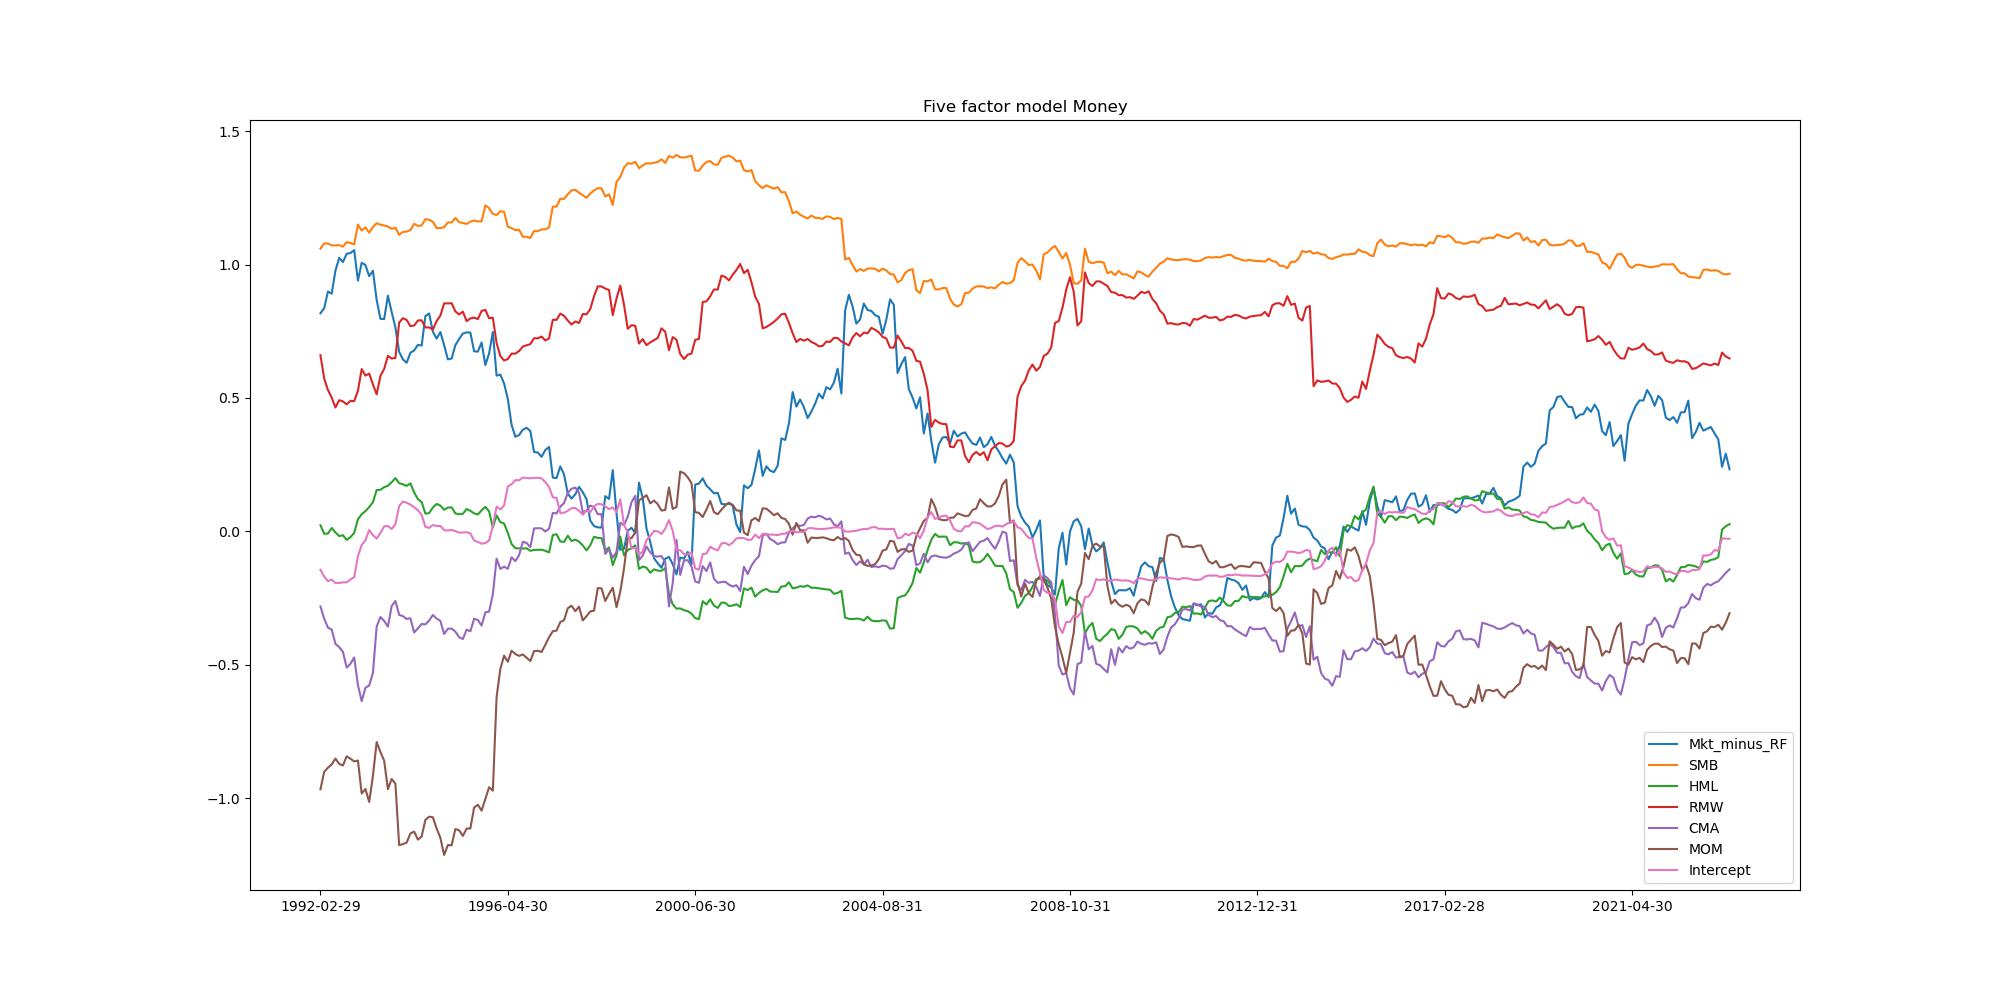 Five factor model Money
1.5
1.0
0.5
0.0
−0.5
−1.0
1992-02-29 1996-04-30 2000-06-30 2004-08-31 2008-10-31 2012-12-31 2017-02-28 2021-04-30
Mkt_minus_RF
SMB
HML
RMW
CMA
MOM
Intercept